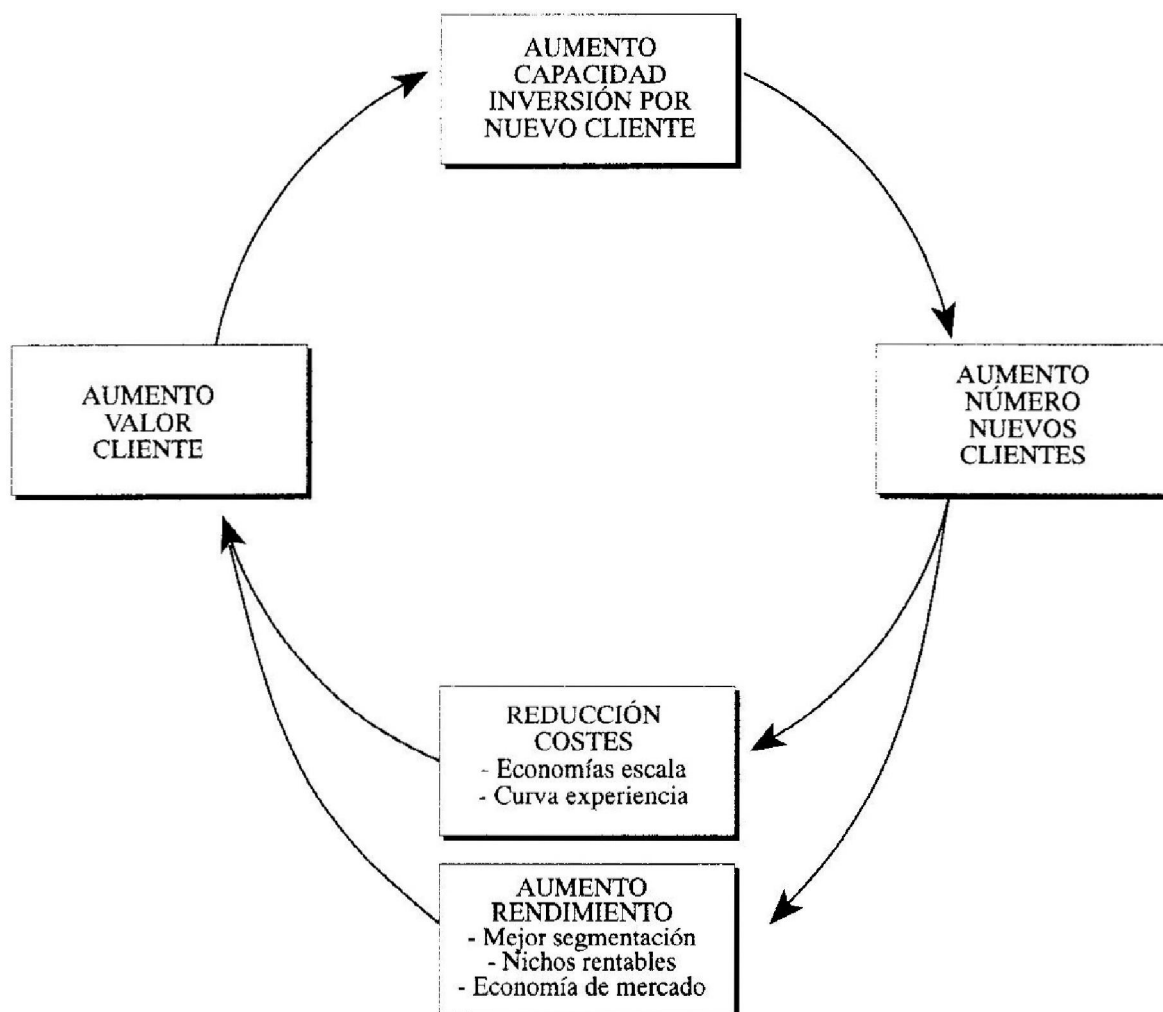 AUMENTO
CAPACIDAD
INVERSIÓN POR
NUEVO CLIENTE
AUMENTO
VALOR
CLIENTE
AUMENTO
NÚMERO
NUEVOS
CLIENTES
REDUCCIÓN
COSTES
- Economías escala
- Curva experiencia
AUMENTO
RENDIMIENTO
- Mejor segmentación
- Nichos rentables
- Economía de mercado